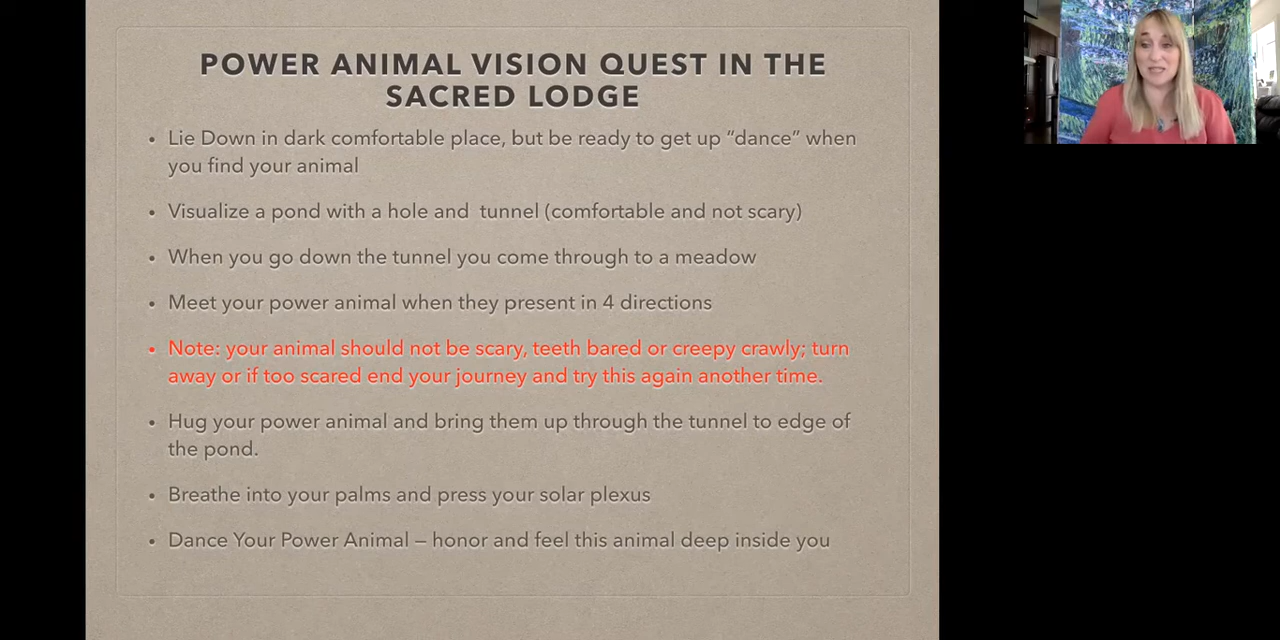 POWER ANIMAL VISION QUEST IN THE
SACRED LODGE
• Lie Down in dark comfortable place, but be ready to get up “dance” when
you find your animal
• Visualize a pond with a hole and  tunnel (comfortable and not scary)
• When you go down the tunnel you come through to a meadow
• Meet your power animal when they present in 4 directions
• Note: your animal should not be scary, teeth bared or creepy crawly; turn
away or if too scared end your journey and try this again another time.
• Hug your power animal and bring them up through the tunnel to edge of
the pond.
• Breathe into your palms and press your solar plexus
• Dance Your Power Animal – honor and feel this animal deep inside you